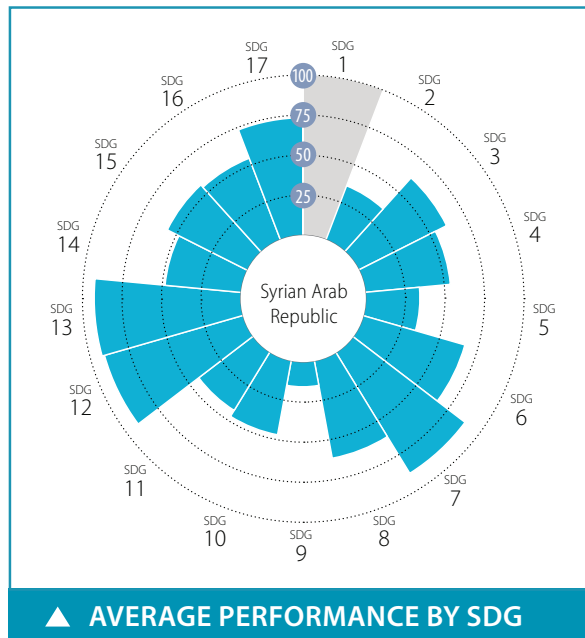 SDG
1
SDG
2
SDG
3
SDG
4
SDG
5
SDG
6
SDG
7
SDG
8
SDG
9
SDG
10
SDG
11
SDG
12
SDG
13
SDG
14
SDG
15
SDG
16
SDG
17
100
75
50
25
Syrian Arab
Republic
▲ AVERAGE PERFORMANCE BY SDG